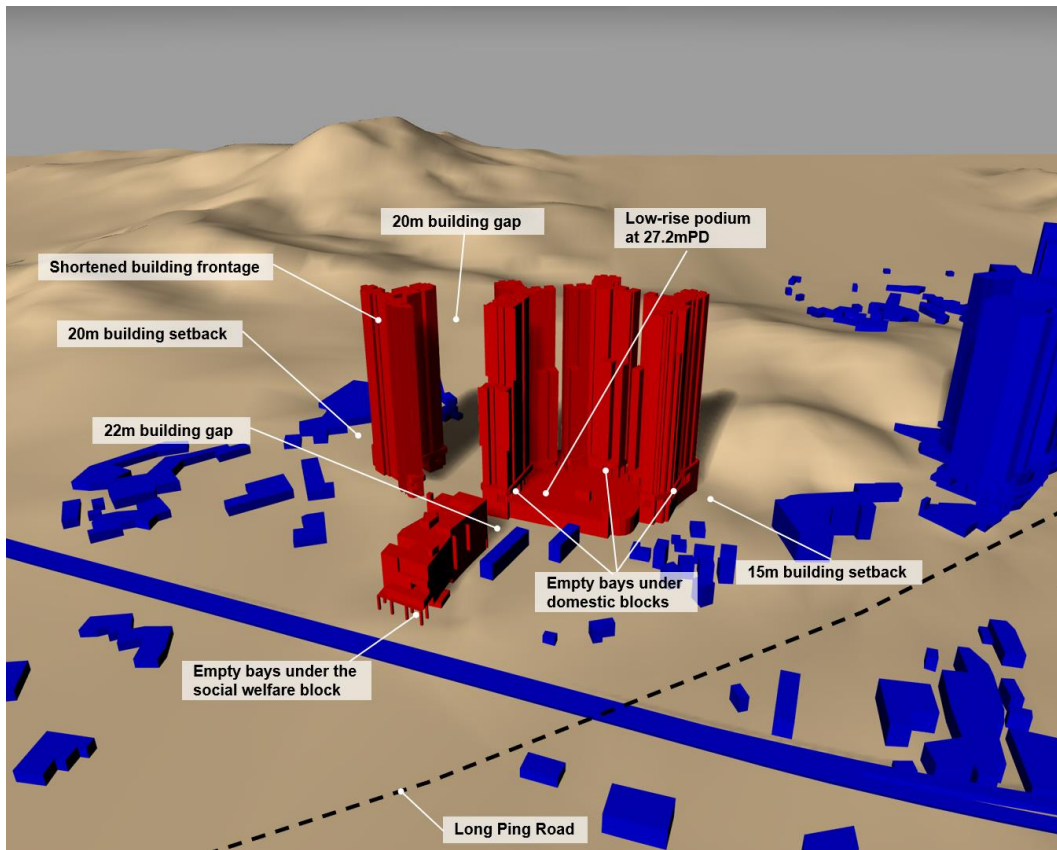 20m building gap
Low-rise podium
at 27.2mPD
Shortened building frontage
20m building setback
22m building gap
15m building setback
Empty bays under
domestic blocks
Empty bays under the
social welfare block
Long Ping Road